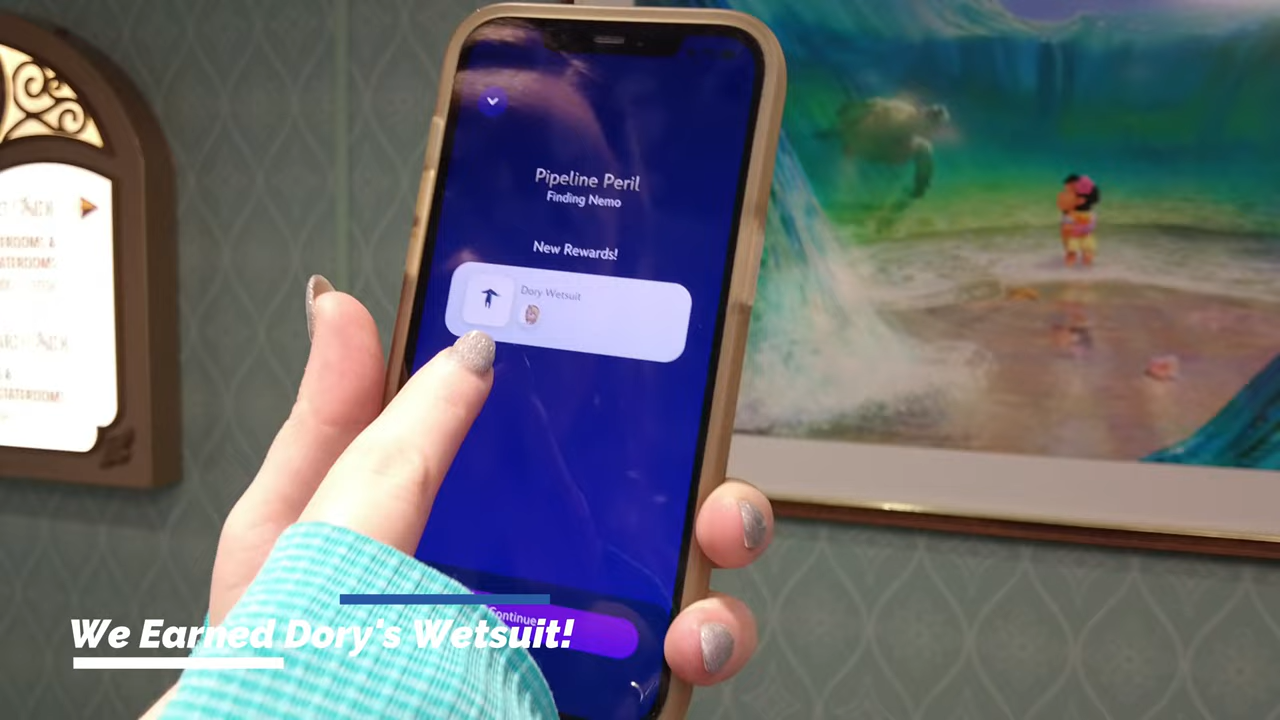 Pipeline Peril
Finding Nemo
New Rewards!
Dory Wetsuit
Continue
We Earned Dory's Wetsuit!